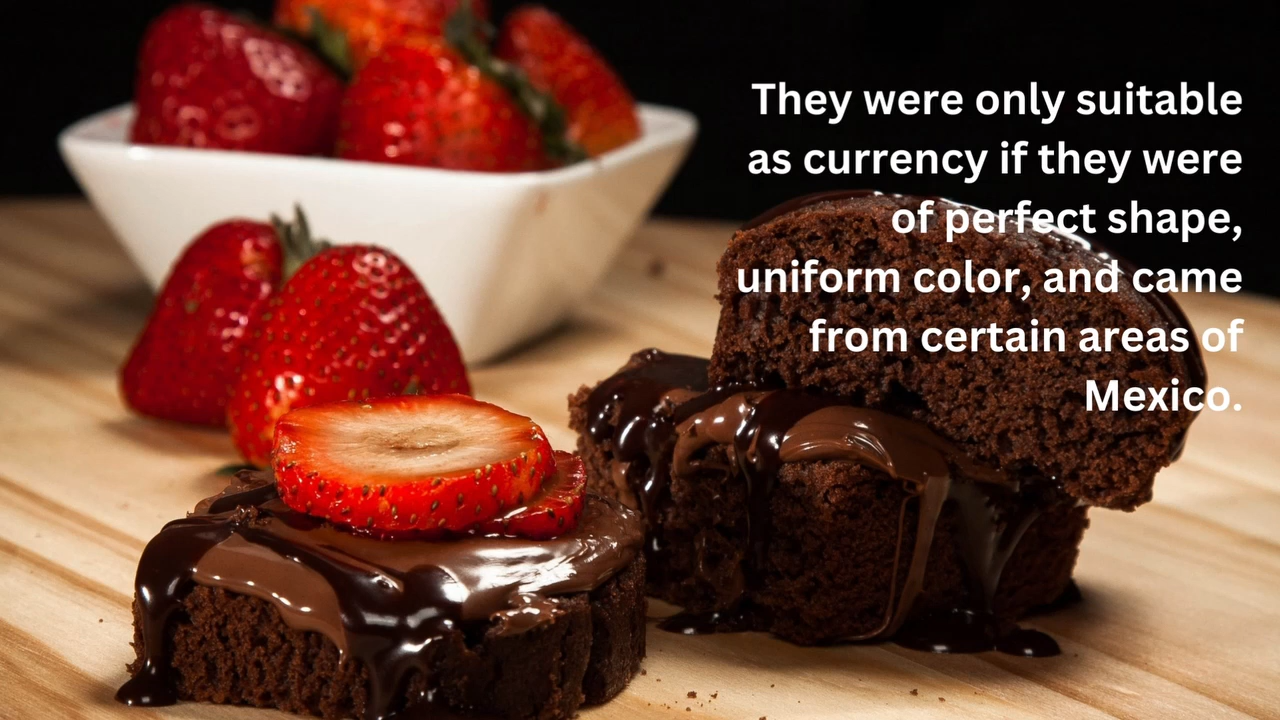 They were only suitable
as currency if they were
of perfect shape,
uniform color, and came
from certain areas of
Mexico.